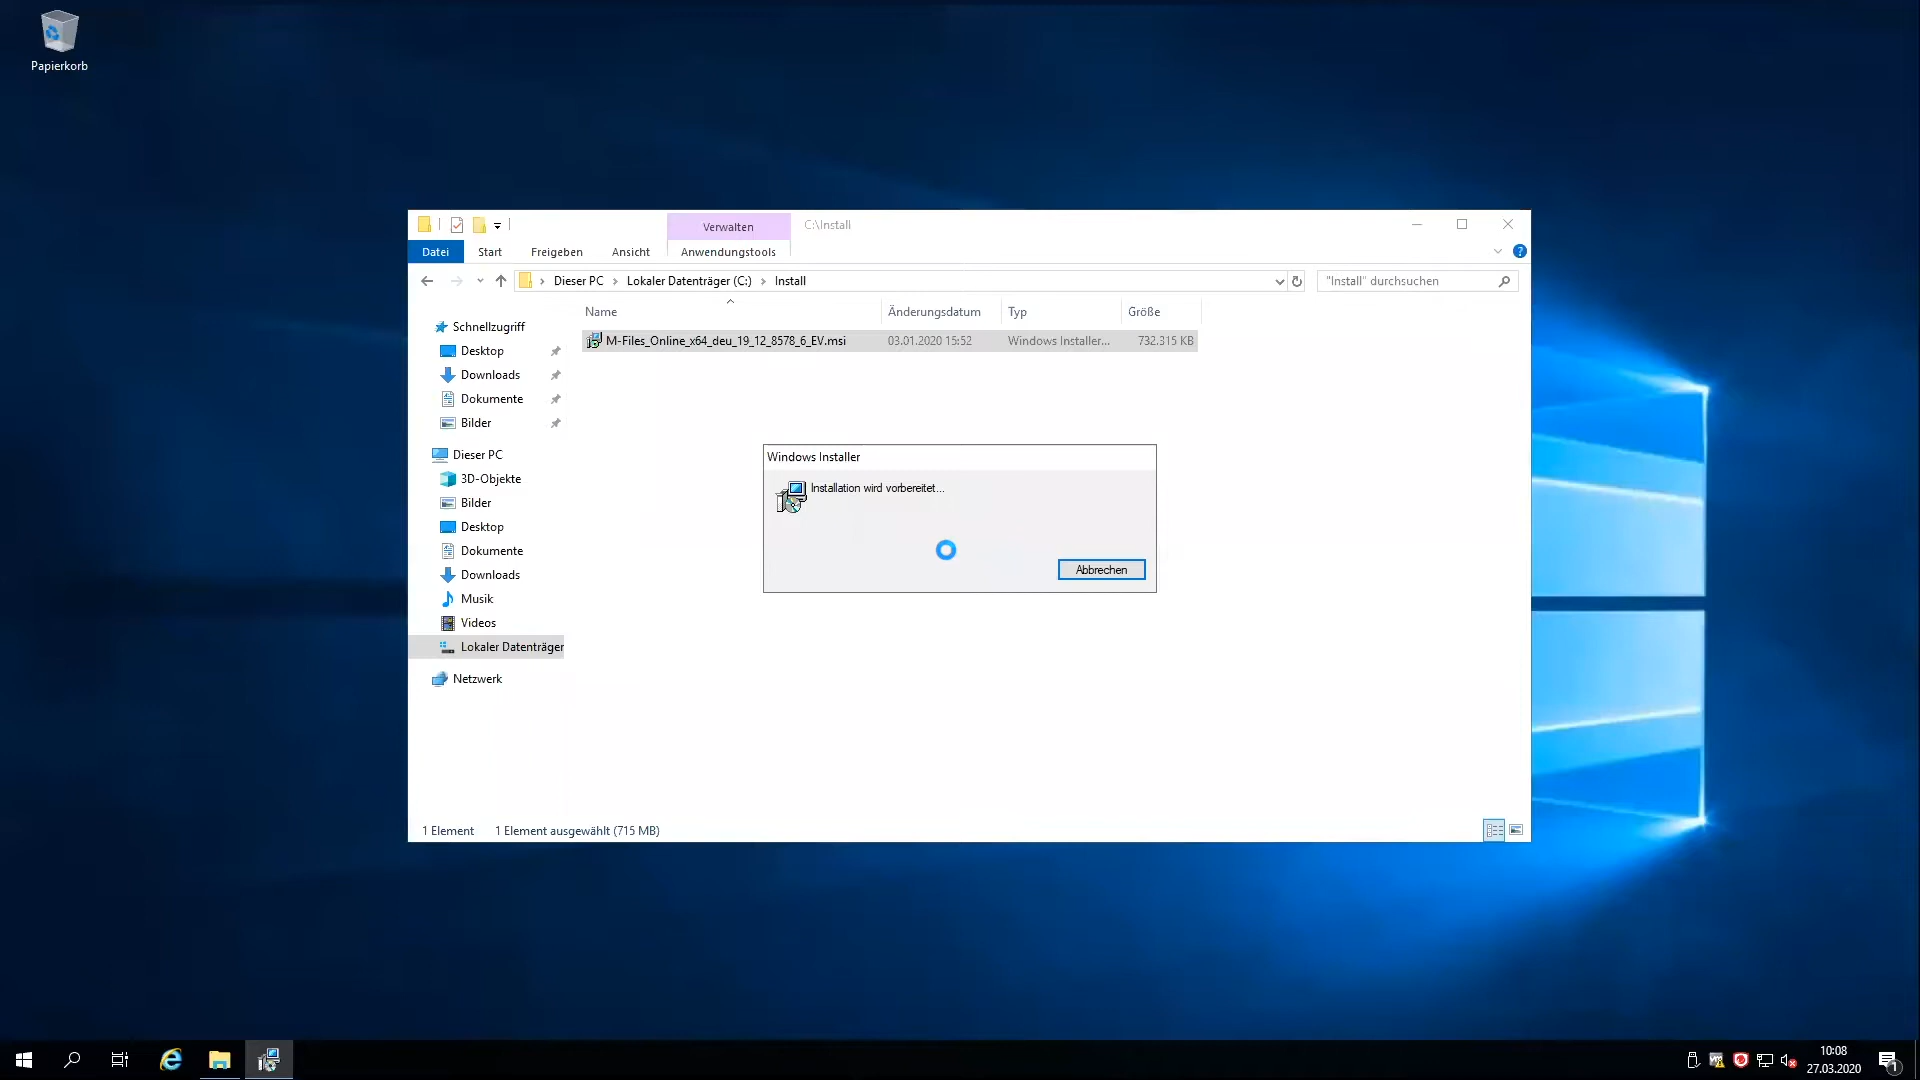 Papierkorb
Verwalten
C:\Install
Datei
Start
Freigeben
Ansicht
Anwendungstools
Dieser PC
Lokaler Datenträger (C:)
Install
"Install" durchsuchen
Name
Änderungsdatum
Typ
Größe
M-Files_Online_x64_deu_19_12_8578_6_EV.msi
03.01.2020 15:52
Windows Installer...
732.315 KB
Schnellzugriff
Desktop
Downloads
Dokumente
Bilder
Dieser PC
3D-Objekte
Bilder
Desktop
Dokumente
Downloads
Musik
Videos
Lokaler Datenträger
Netzwerk
Windows Installer
Installation wird vorbereitet...
Abbrechen
1 Element
1 Element ausgewählt (715 MB)
10:08
27.03.2020
1